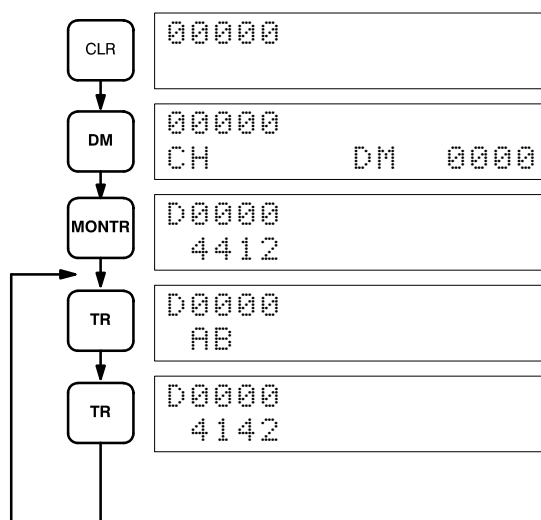 CLR
00000
DM
00000
CH DM 0000
MONTR
D0000
4412
TR
D0000
AB
TR
D0000
4142